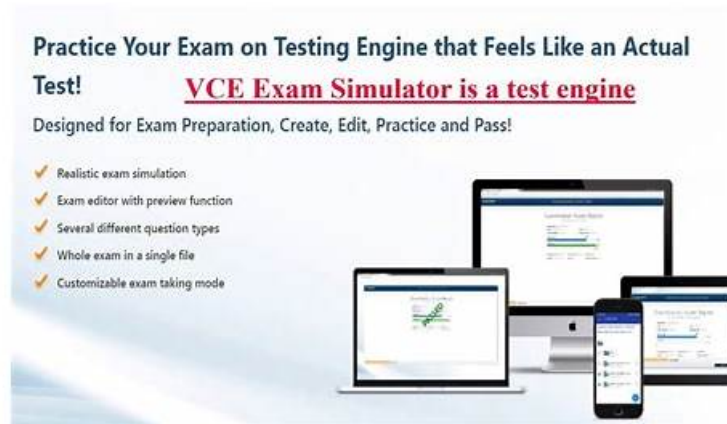 Practice Your Exam on Testing Engine that Feels Like an Actual
Test!
VCE Exam Simulator is a test engine
Designed for Exam Preparation, Create, Edit, Practice and Pass!
✔ Realistic exam simulation
✔ Exam editor with preview function
✔ Several different question types
✔ Whole exam in a single file
✔ Customizable exam taking mode
PASSED